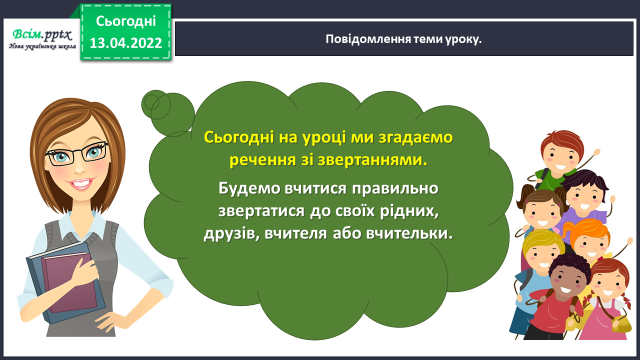 Всім.pptx
Нова українська школа
Сьогодні
13.04.2022
Повідомлення теми уроку.
Сьогодні на уроці ми згадаємо
речення зі звертаннями.
Будемо вчитися правильно
звертатися до своїх рідних,
друзів, вчителя або вчительки.